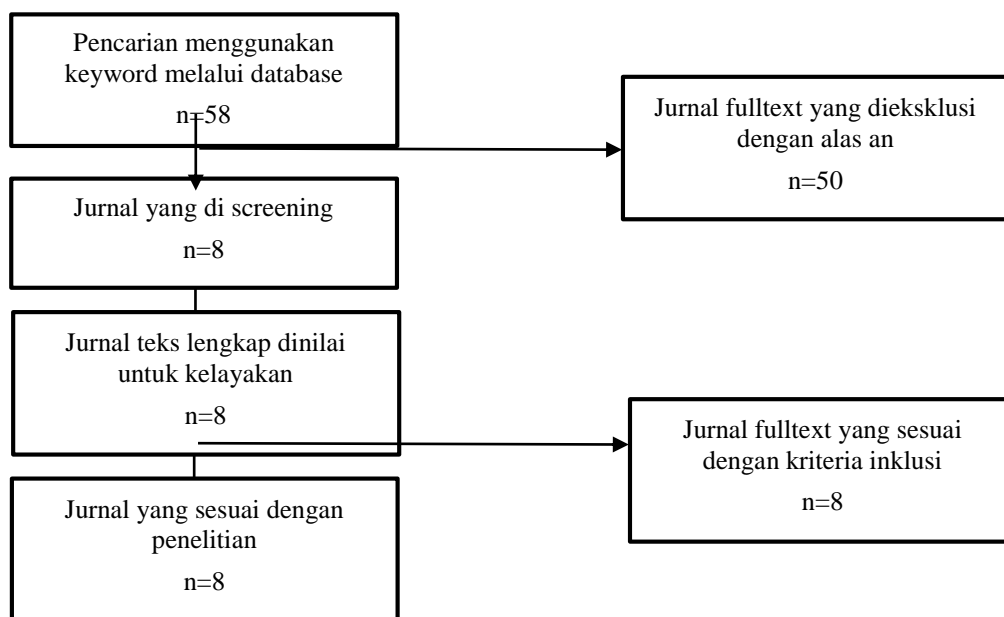 Pencarian menggunakan
keyword melalui database
n=58
Jurnal fulltext yang dieksklusi
dengan alas an
n=50
Jurnal yang di screening
n=8
Jurnal teks lengkap dinilai
untuk kelayakan
n=8
Jurnal fulltext yang sesuai
dengan kriteria inklusi
n=8
Jurnal yang sesuai dengan
penelitian
n=8